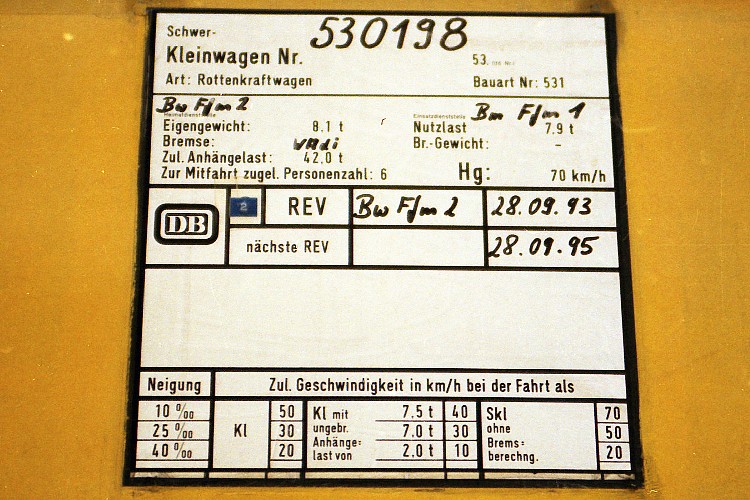 Schwer-
Kleinwagen Nr. 530198 53.
Art: Rottenkraftwagen Bauart Nr: 531
Bw Ffm 2 Bm Ffm 1
Heimatdienststelle Einsatzdienststelle
Eigengewicht: 8.1 t Nutzlast 7.9 t
Bremse: Br.-Gewicht: -
Zul. Anhängelast: 42.0 t
Zur Mitfahrt zugel. Personenzahl: 6 Hg: 70 km/h
DB 2 REV Bw Ffm 2 28.09.93
nächste REV 28.09.95
Neigung Zul. Geschwindigkeit in km/h bei der Fahrt als
10 ‰ Kl 50 Kl mit 7.5 t 40 Skl 70
25 ‰ 30 ungebr. 7.0 t 30 ohne 50
40 ‰ 20 Anhänge= 2.0 t 10 Brems= 20
last von berechng.